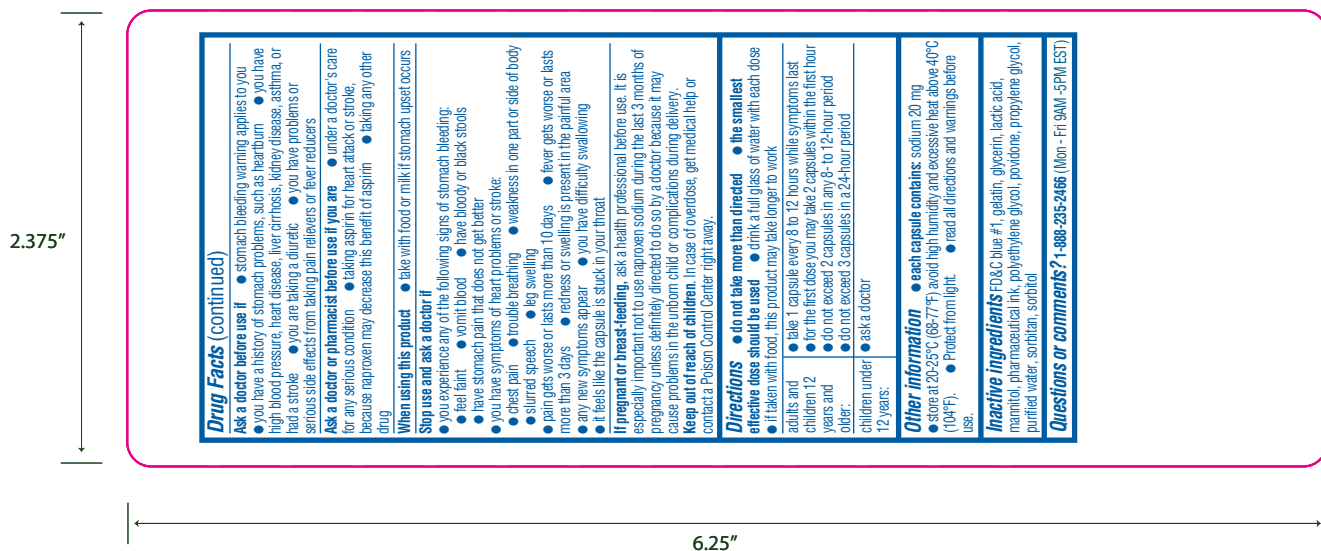 Drug Facts (continued)
Ask a doctor before use if ● stomach bleeding warning applies to you
● you have a history of stomach problems, such as heartburn ● you have
high blood pressure, heart disease, liver cirrhosis, kidney disease, asthma, or
had a stroke ● you are taking a diuretic ● you have problems or
serious side effects from taking pain relievers or fever reducers
Ask a doctor or pharmacist before use if you are ● under a doctor's care
for any serious condition ● taking aspirin for heart attack or stroke,
because naproxen may decrease this benefit of aspirin ● taking any other
drug
When using this product ● take with food or milk if stomach upset occurs
Stop use and ask a doctor if
● you experience any of the following signs of stomach bleeding:
● feel faint ● vomit blood ● have bloody or black stools
● have stomach pain that does not get better
● you have symptoms of heart problems or stroke:
● chest pain ● trouble breathing ● weakness in one part or side of body
● slurred speech ● leg swelling
● pain gets worse or lasts more than 10 days ● fever gets worse or lasts
more than 3 days ● redness or swelling is present in the painful area
● any new symptoms appear ● you have difficulty swallowing
● it feels like the capsule is stuck in your throat
If pregnant or breast-feeding, ask a health professional before use. It is
especially important not to use naproxen sodium during the last 3 months of
pregnancy unless definitely directed to do so by a doctor because it may
cause problems in the unborn child or complications during delivery.
Keep out of reach of children. In case of overdose, get medical help or
contact a Poison Control Center right away.
Directions ● do not take more than directed ● the smallest
effective dose should be used ● drink a full glass of water with each dose
● if taken with food, this product may take longer to work
adults and
children 12
years and
older:
● take 1 capsule every 8 to 12 hours while symptoms last
● for the first dose you may take 2 capsules within the first hour
● do not exceed 2 capsules in any 8- to 12-hour period
● do not exceed 3 capsules in a 24-hour period
children under
12 years:
● ask a doctor
Other information ● each capsule contains: sodium 20 mg
● store at 20-25°C (68-77°F) avoid high humidity and excessive heat above 40°C
(104°F). ● Protect from light. ● read all directions and warnings before
use.
Inactive ingredients FD&C blue #1, gelatin, glycerin, lactic acid,
mannitol, pharmaceutical ink, polyethylene glycol, povidone, propylene glycol,
purified water, sorbitan, sorbitol
Questions or comments? 1-888-235-2466 (Mon - Fri 9AM -5PM EST)
2.375"
6.25"